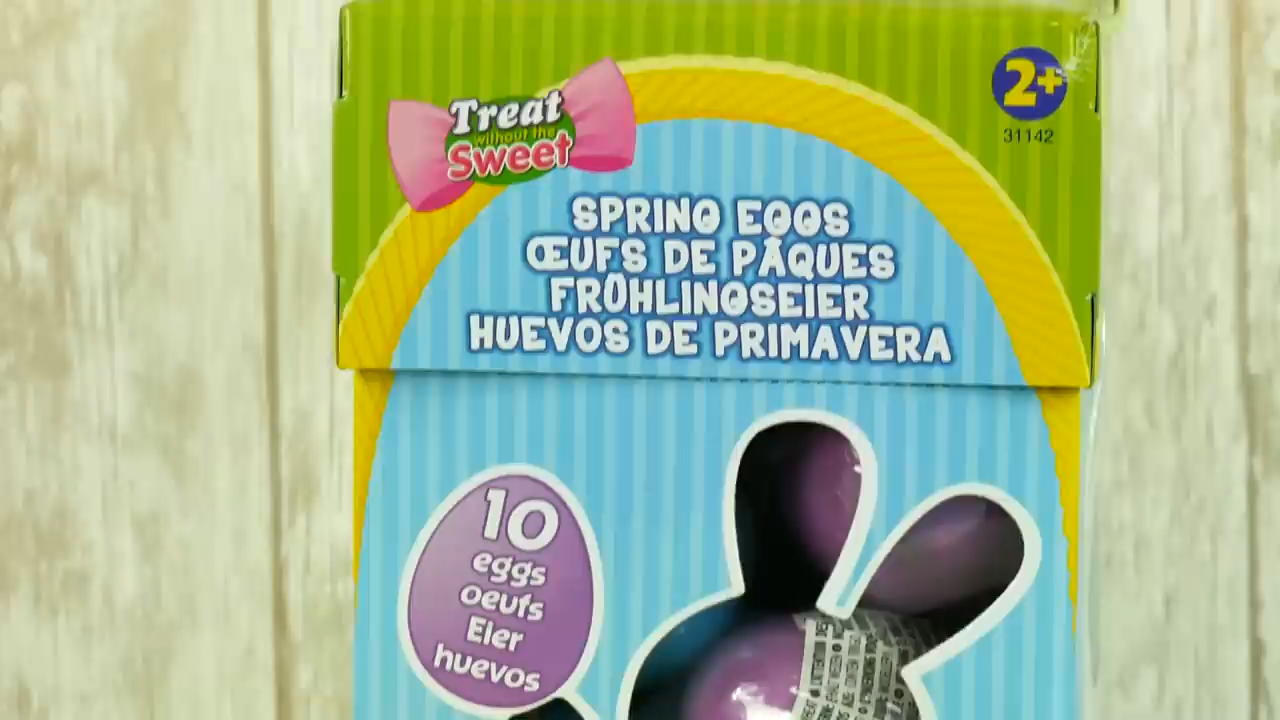 Treat
without the
Sweet
2+
31142
SPRING EGGS
ŒUFS DE PÂQUES
FRÜHLINGSEIER
HUEVOS DE PRIMAVERA
10
eggs
oeufs
Eier
huevos